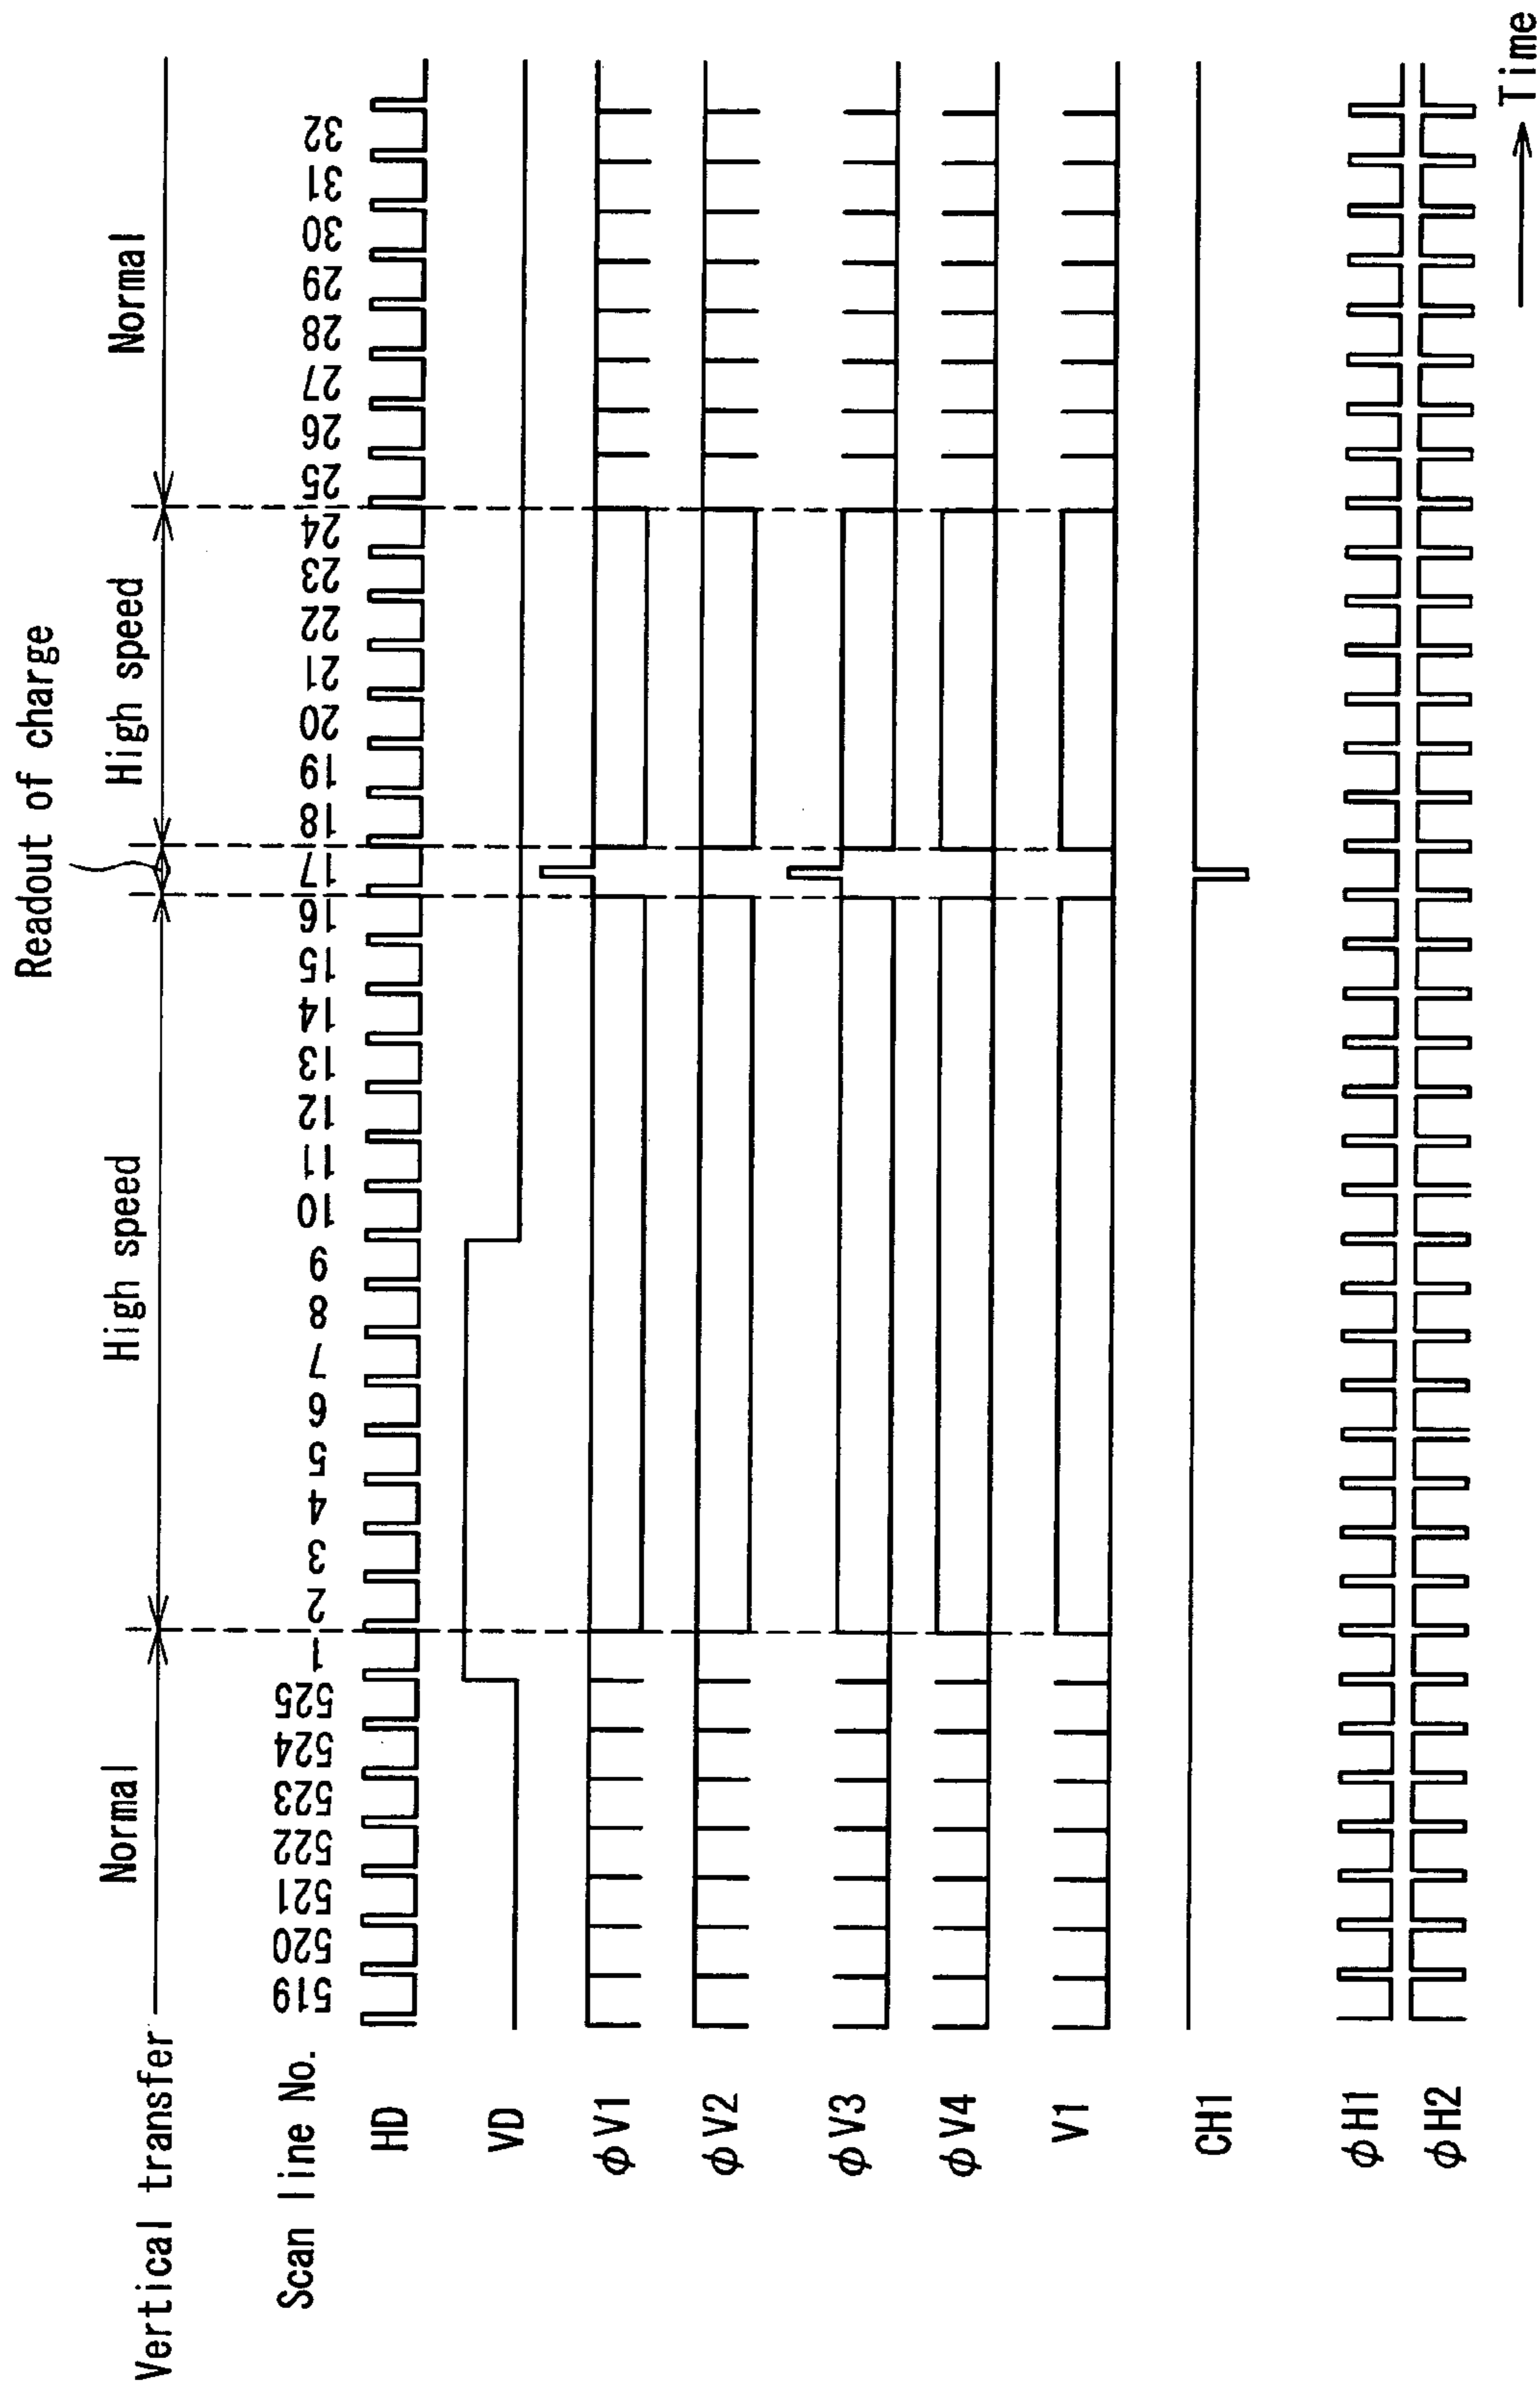 Readout of charge
Vertical transfer Normal High speed High speed Normal
Scan line No. 519 520 521 522 523 524 525 1 2 3 4 5 6 7 8 9 10 11 12 13 14 15 16 17 18 19 20 21 22 23 24 25 26 27 28 29 30 31 32
HD
VD
φV1
φV2
φV3
φV4
V1
CH1
φH1
φH2
Time